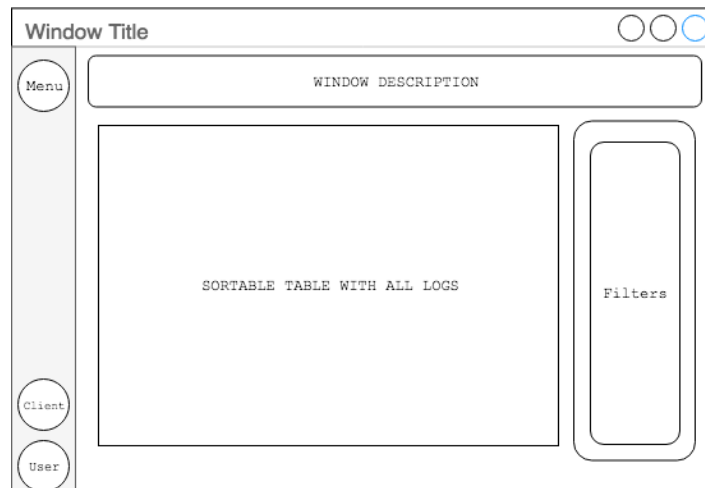 Window Title
Menu
WINDOW DESCRIPTION
SORTABLE TABLE WITH ALL LOGS
Filters
Client
User